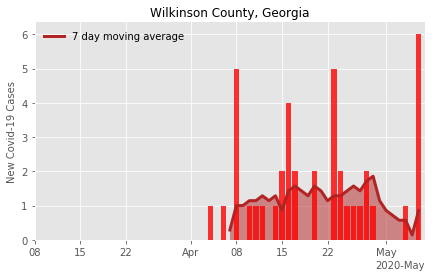 Wilkinson County, Georgia
7 day moving average
New Covid-19 Cases
6
5
4
3
2
1
0
08 15 22 Apr 08 15 22 May
2020-May